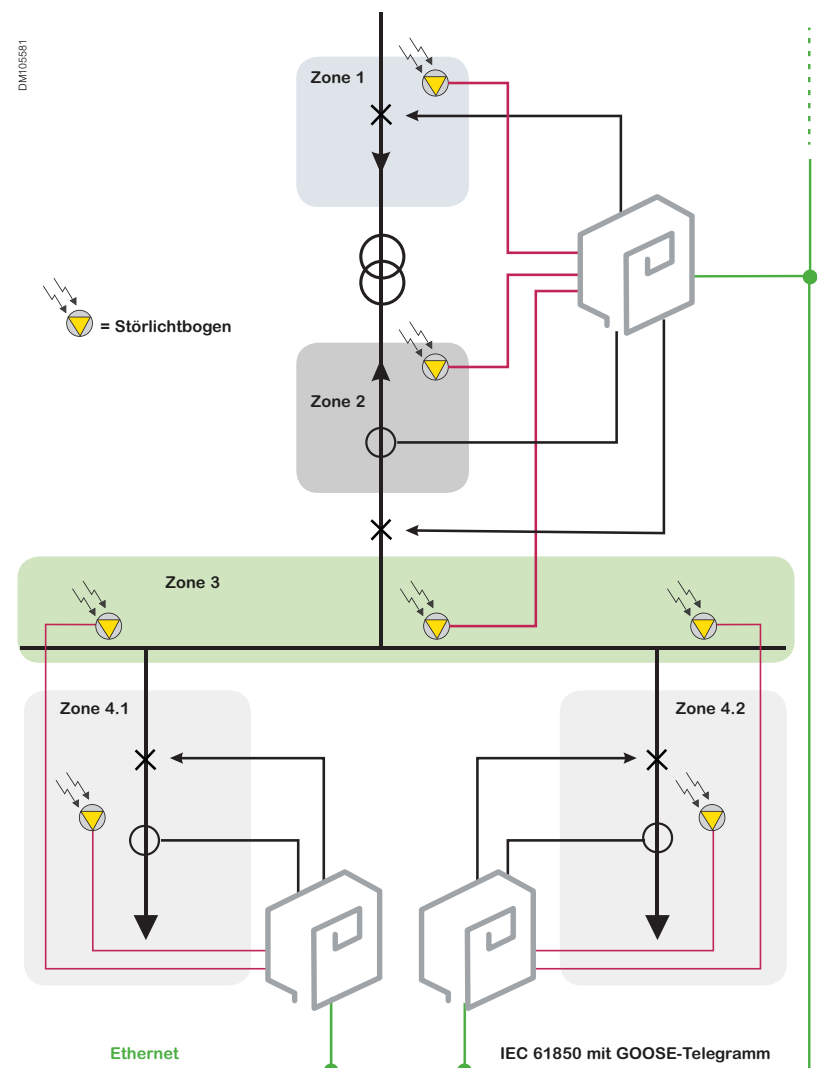 DM105581
Zone 1
= Störlichtbogen
Zone 2
Zone 3
Zone 4.1
Zone 4.2
Ethernet
IEC 61850 mit GOOSE-Telegramm